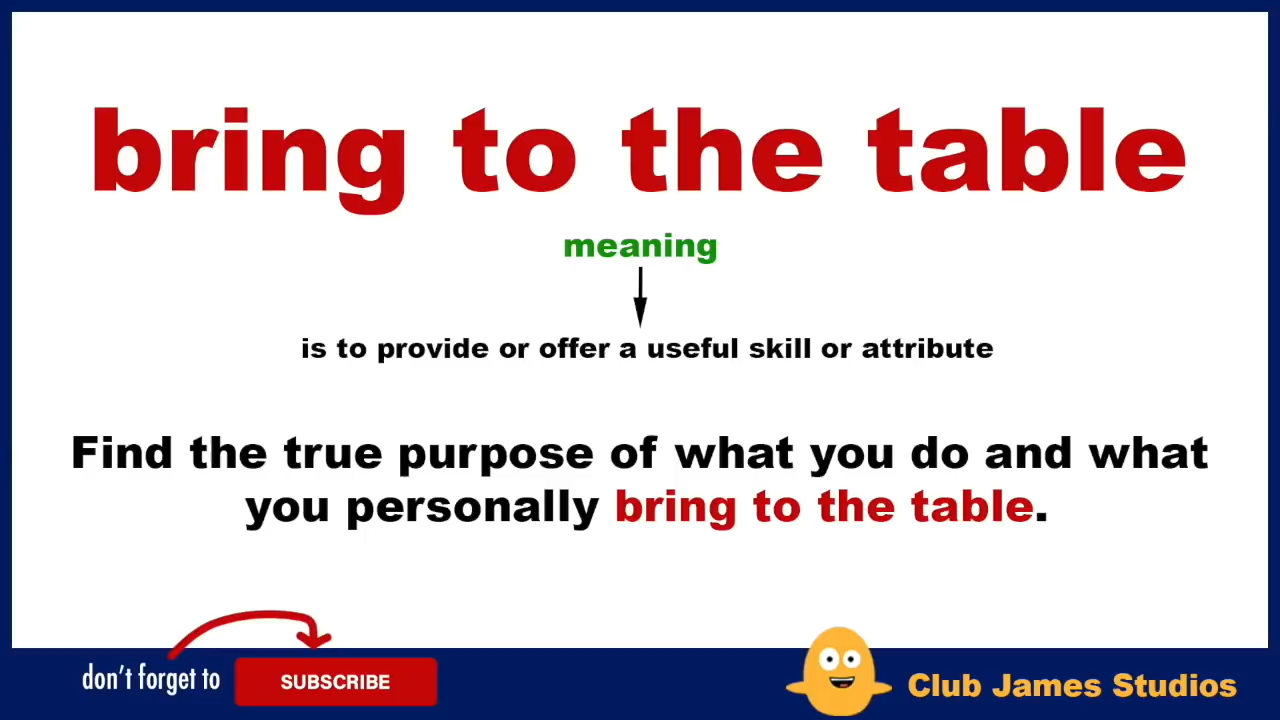 bring to the table
meaning
is to provide or offer a useful skill or attribute
Find the true purpose of what you do and what
you personally bring to the table.
don't forget to
SUBSCRIBE
Club James Studios